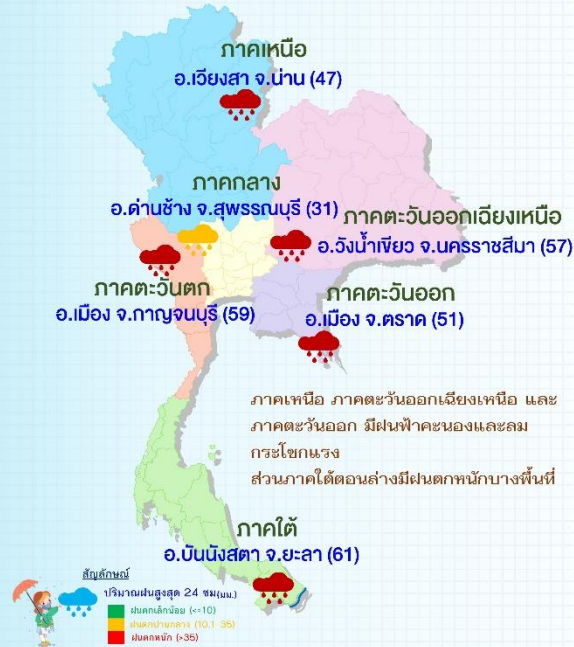 ภาคเหนือ
อ.เวียงสา จ.น่าน (47)
ภาคกลาง
อ.ด่านช้าง จ.สุพรรณบุรี (31)
ภาคตะวันออกเฉียงเหนือ
อ.วังน้ำเขียว จ.นครราชสีมา (57)
ภาคตะวันตก
อ.เมือง จ.กาญจนบุรี (59)
ภาคตะวันออก
อ.เมือง จ.ตราด (51)
ภาคเหนือ ภาคตะวันออกเฉียงเหนือ และ
ภาคตะวันออก มีฝนฟ้าคะนองและลม
กระโชกแรง
ส่วนภาคใต้ตอนล่างมีฝนตกหนักบางพื้นที่
ภาคใต้
อ.บันนังสตา จ.ยะลา (61)
สัญลักษณ์
ปริมาณฝนสูงสุด 24 ชม.(มม.)
ฝนตกเล็กน้อย (<=10)
ฝนตกปานกลาง (10.1-35)
ฝนตกหนัก (>35)